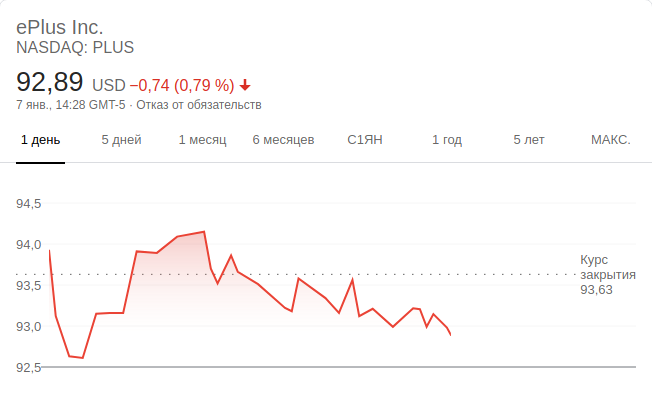 ePlus Inc.
NASDAQ: PLUS
92,89 USD −0,74 (0,79 %)
7 янв., 14:28 GMT-5 · Отказ от обязательств
1 день 5 дней 1 месяц 6 месяцев С1ЯН 1 год 5 лет МАКС.
94,5
94,0
93,5
93,0
92,5
Курс
закрытия
93,63